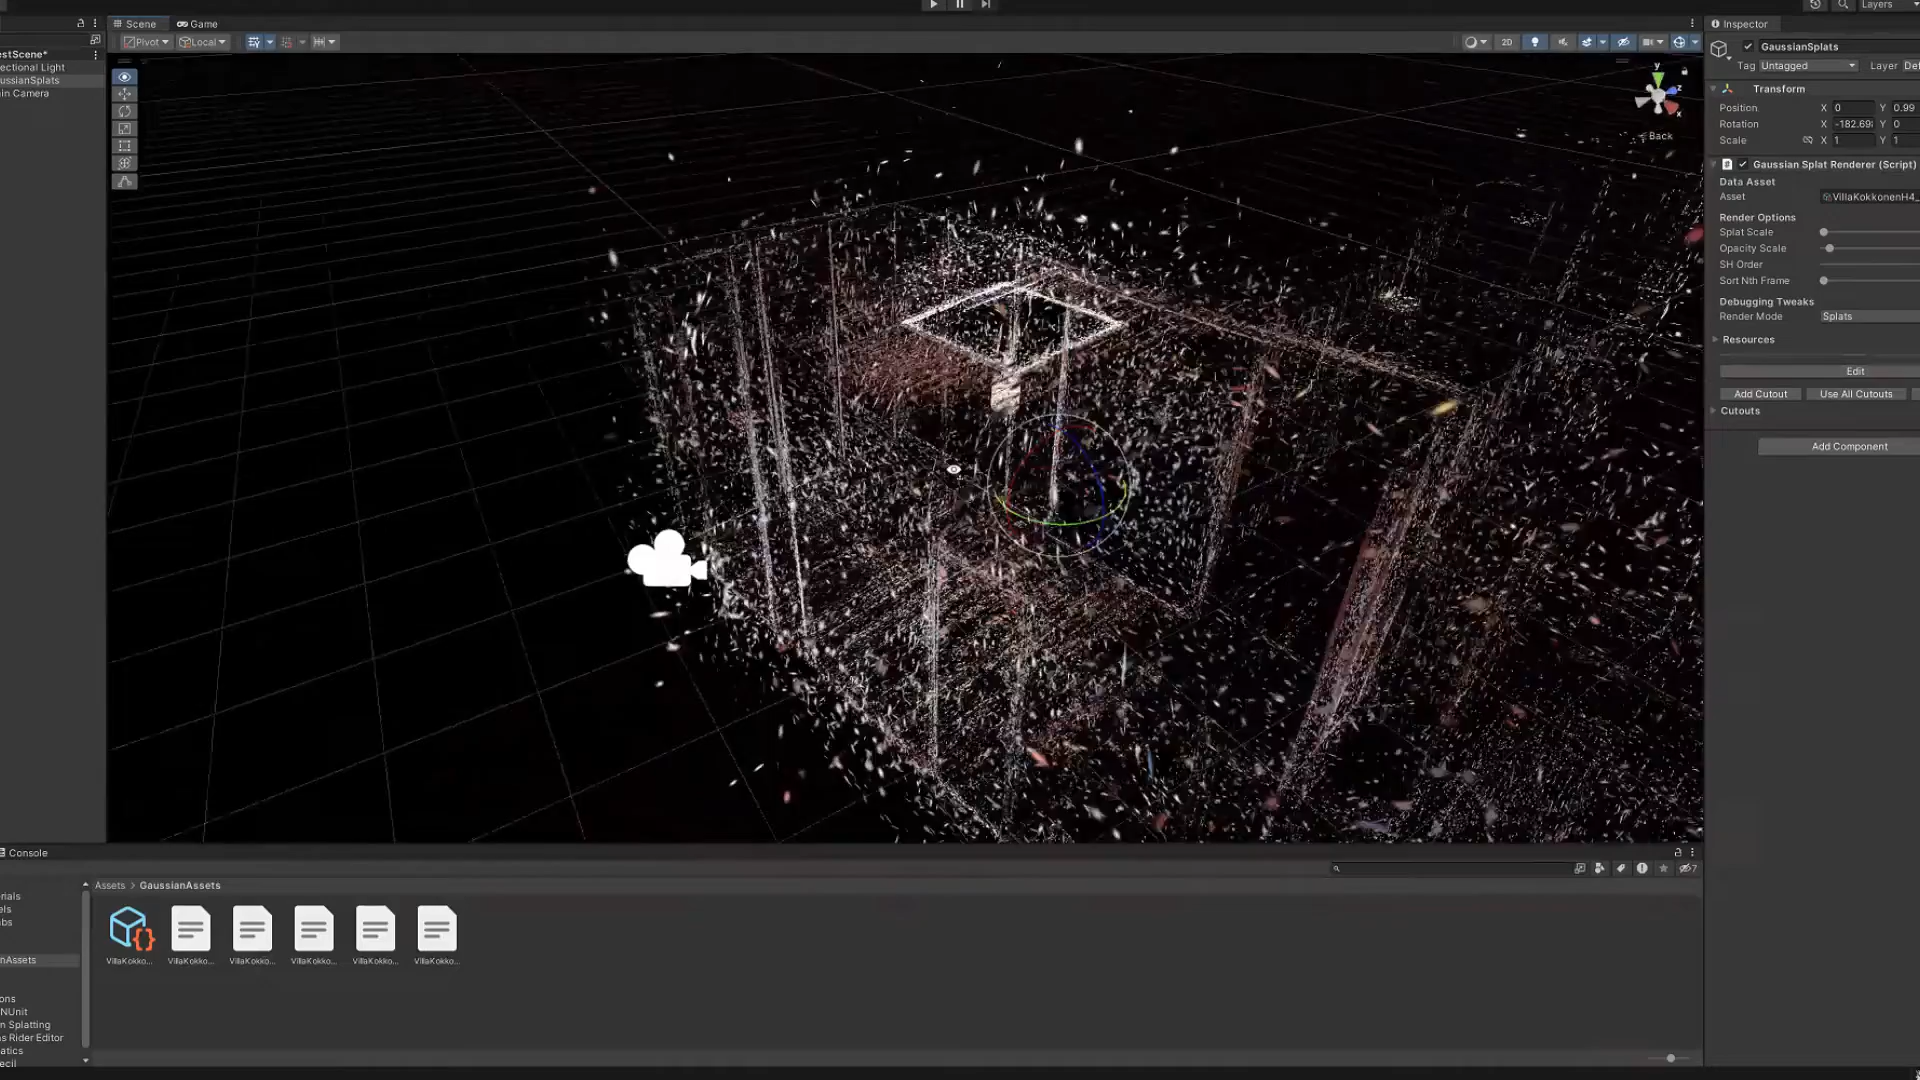 Scene
Game
Layers
Inspector
Pivot
Local
2D
GaussianSplats
estScene*
ectional Light
ussianSplats
ain Camera
Tag Untagged Layer Def
y
x
Back
Transform
Position X 0 Y 0.99
Rotation X -182.69 Y 0
Scale X 1 Y 1
Gaussian Splat Renderer (Script)
Data Asset
Asset VillaKokkonenH4_
Render Options
Splat Scale
Opacity Scale
SH Order
Sort Nth Frame
Debugging Tweaks
Render Mode Splats
Resources
Edit
Add Cutout Use All Cutouts
Cutouts
Add Component
Console
7
Assets > GaussianAssets
VillaKokko... VillaKokko... VillaKokko... VillaKokko... VillaKokko... VillaKokko...
rials
els
bs
nAssets
ons
NUnit
n Splatting
s Rider Editor
atics
ecil